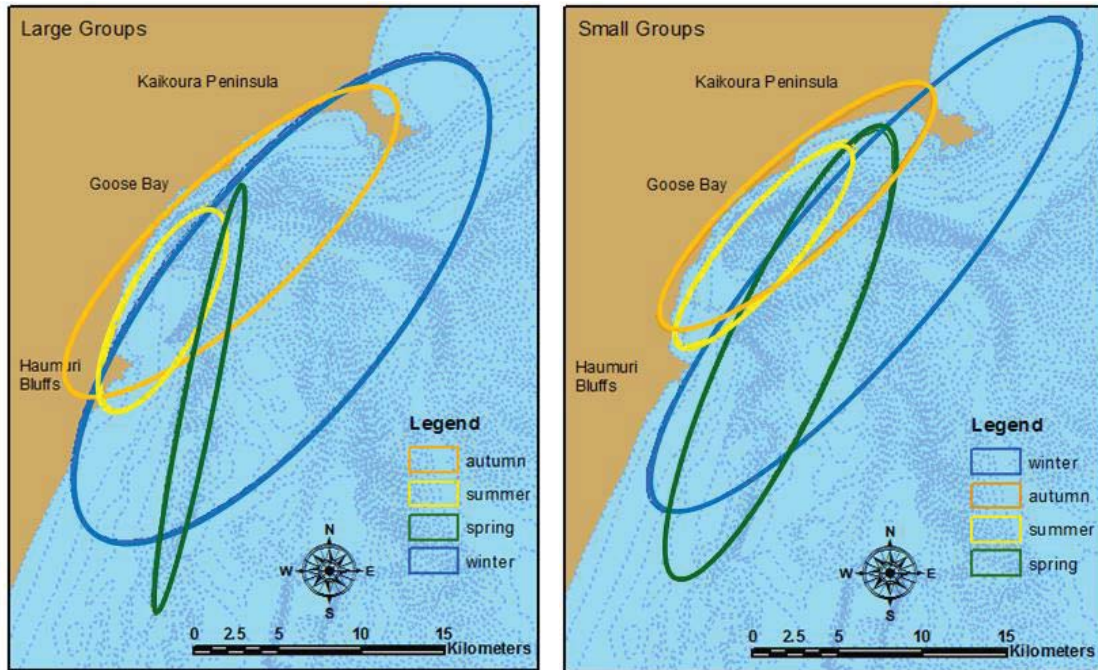 Large Groups
Kaikoura Peninsula
Goose Bay
Haumuri
Bluffs
Legend
autumn
summer
spring
winter
N
W E
S
0 2.5 5 10 15
Kilometers
Small Groups
Kaikoura Peninsula
Goose Bay
Haumuri
Bluffs
Legend
winter
autumn
summer
spring
N
W E
S
0 2.5 5 10 15
Kilometers